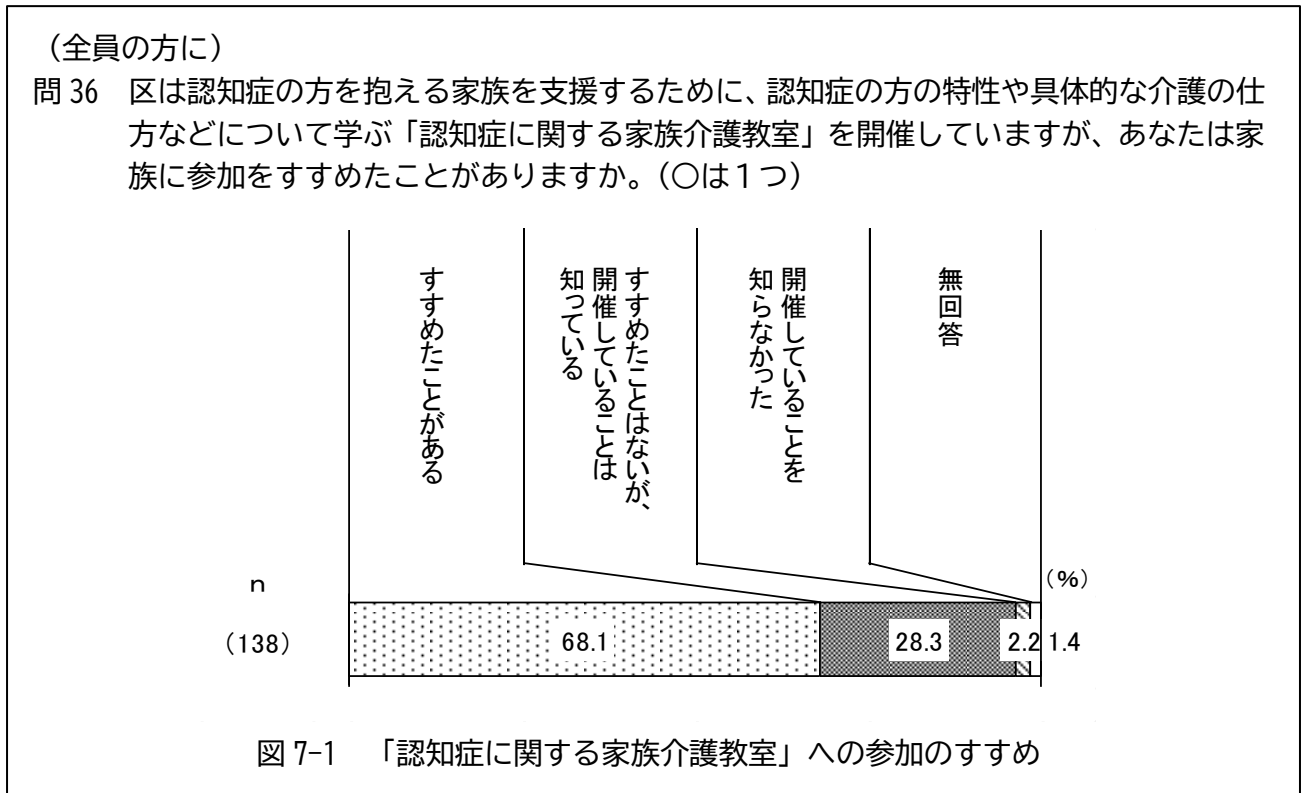 (全員の方に)
問36 区は認知症の方を抱える家族を支援するために、認知症の方の特性や具体的な介護の仕
方などについて学ぶ「認知症に関する家族介護教室」を開催していますが、あなたは家
族に参加をすすめたことがありますか。(○は1つ)
すすめたことがある
すすめたことはないが、
開催していることは
知っている
開催していることを
知らなかった
無回答
n
(%)
(138)
68.1
28.3
2.2
1.4
図7-1 「認知症に関する家族介護教室」への参加のすすめ